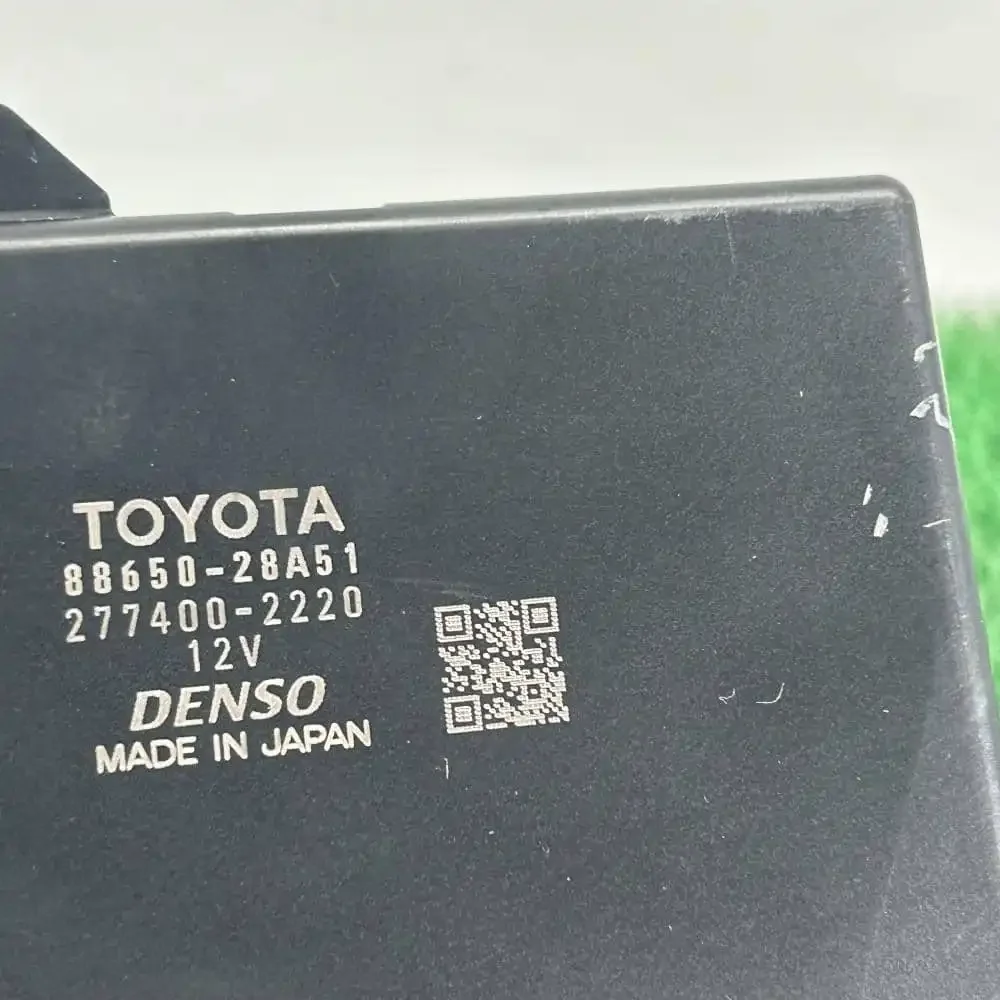 TOYOTA
88650-28A51
277400-2220
12V
DENSO
MADE IN JAPAN